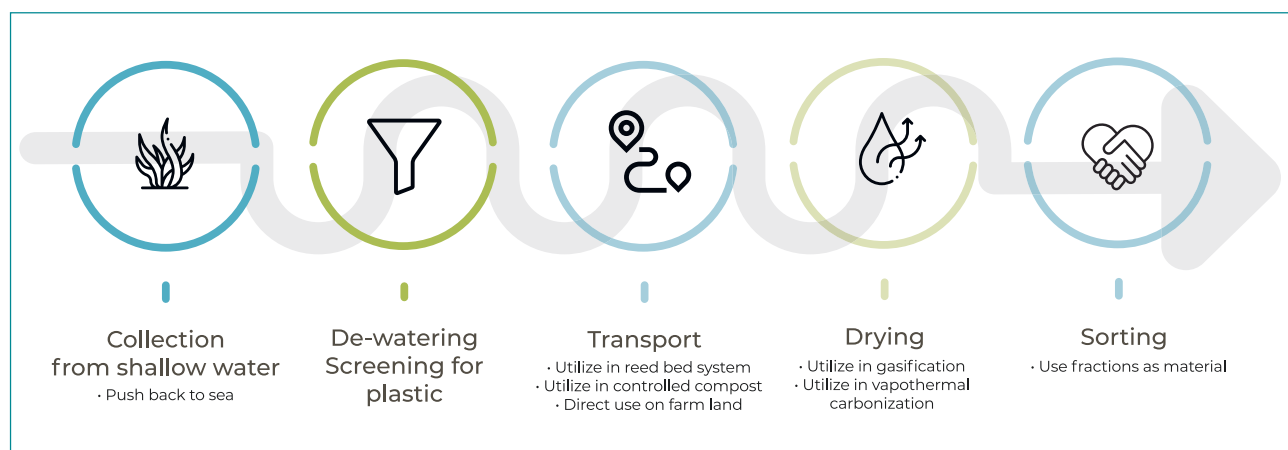 Collection
from shallow water
• Push back to sea
De-watering
Screening for
plastic
Transport
• Utilize in reed bed system
• Utilize in controlled compost
• Direct use on farm land
Drying
• Utilize in gasification
• Utilize in vapothermal
carbonization
Sorting
• Use fractions as material